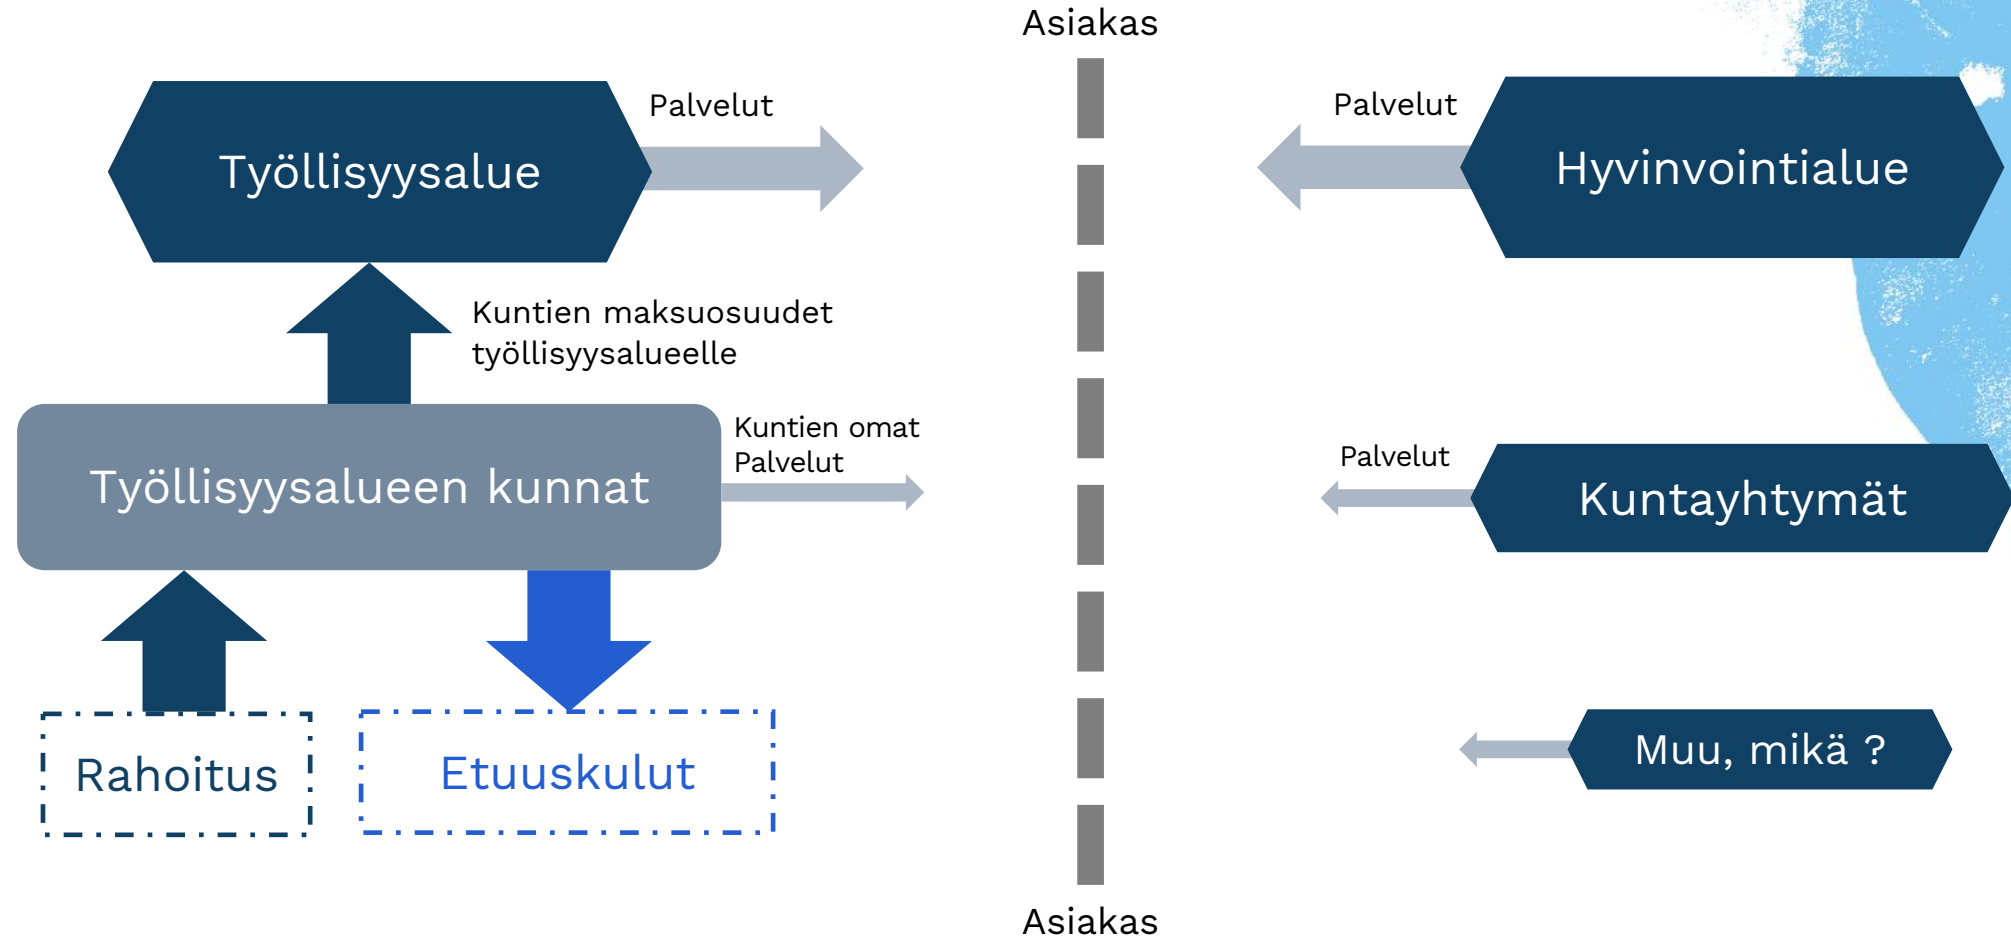 Asiakas
Palvelut
Työllisyysalue
Palvelut
Hyvinvointialue
Kuntien maksuosuudet
työllisyysalueelle
Kuntien omat
Palvelut
Työllisyysalueen kunnat
Palvelut
Kuntayhtymät
Rahoitus
Etuuskulut
Muu, mikä ?
Asiakas